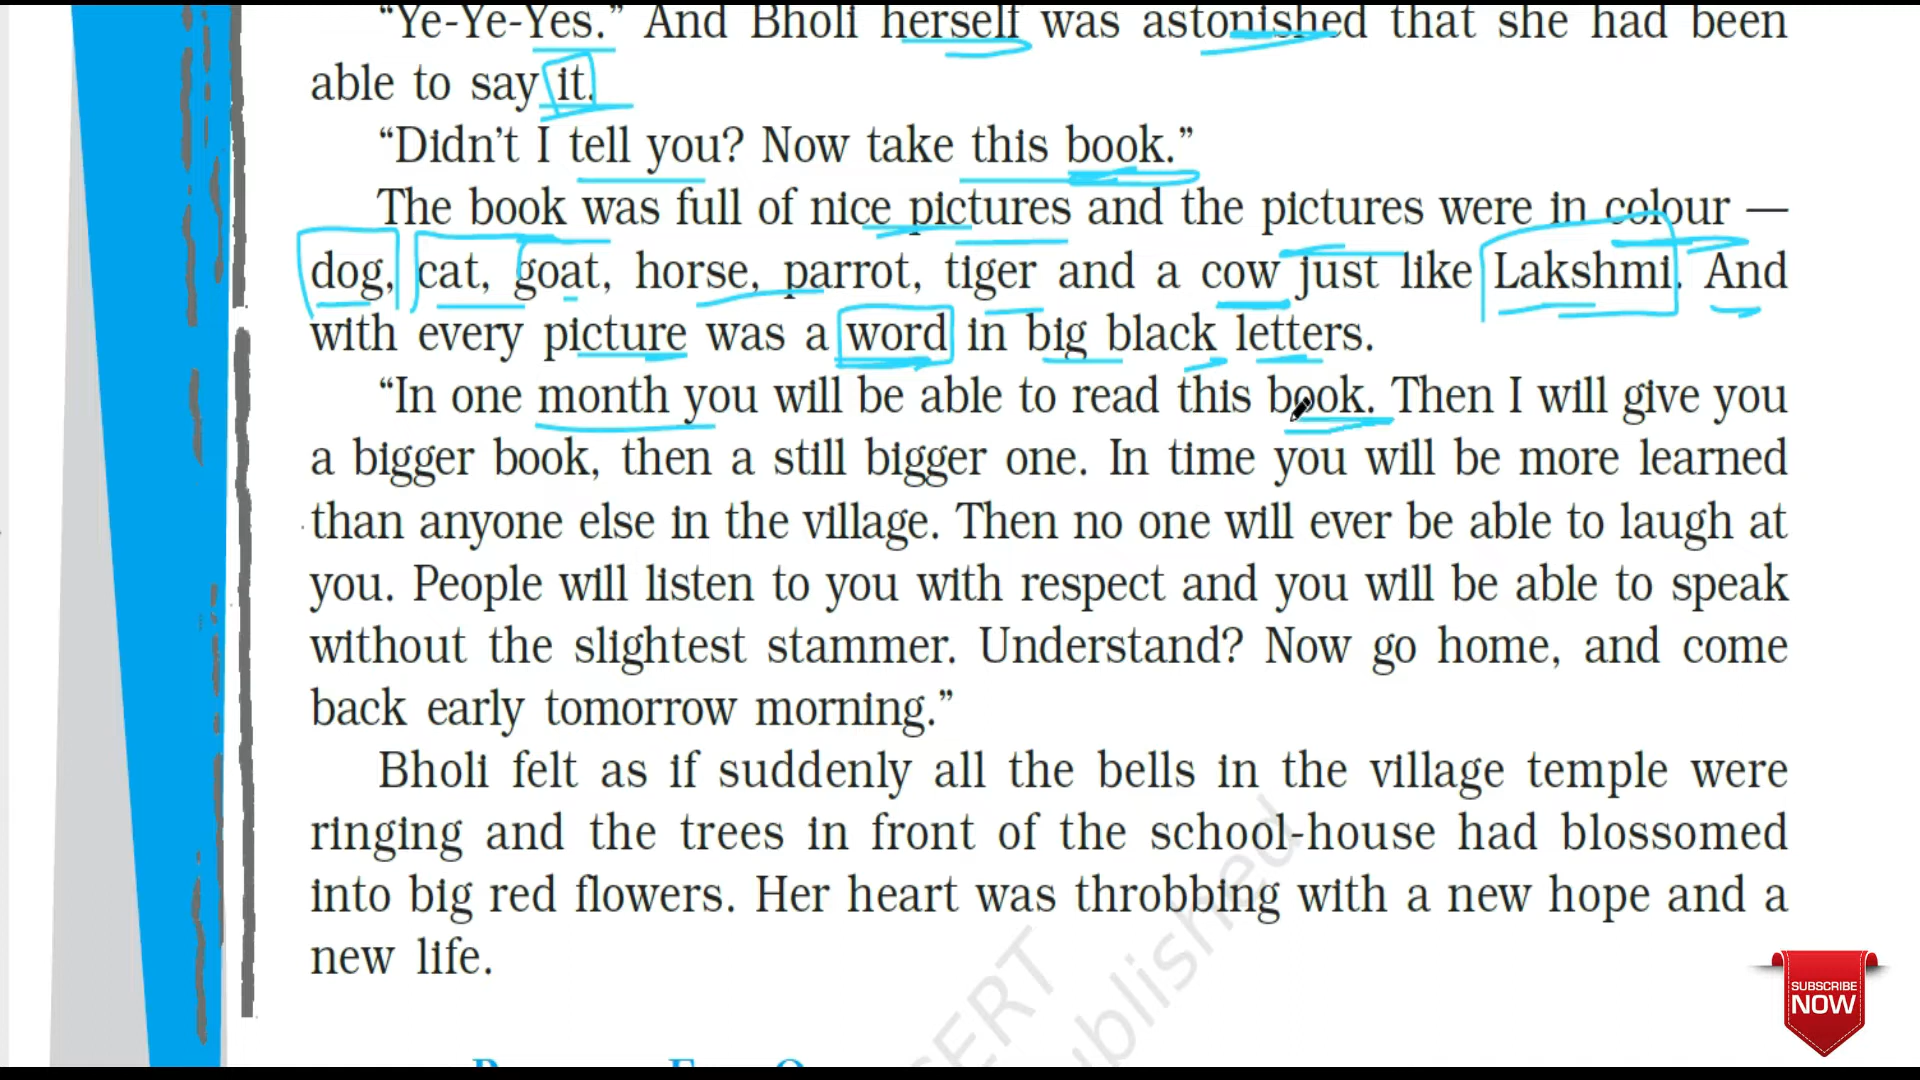 “Ye-Ye-Yes.” And Bholi herself was astonished that she had been
able to say it.
“Didn’t I tell you? Now take this book.”
The book was full of nice pictures and the pictures were in colour —
dog, cat, goat, horse, parrot, tiger and a cow just like Lakshmi. And
with every picture was a word in big black letters.
“In one month you will be able to read this book. Then I will give you
a bigger book, then a still bigger one. In time you will be more learned
than anyone else in the village. Then no one will ever be able to laugh at
you. People will listen to you with respect and you will be able to speak
without the slightest stammer. Understand? Now go home, and come
back early tomorrow morning.”
Bholi felt as if suddenly all the bells in the village temple were
ringing and the trees in front of the school-house had blossomed
into big red flowers. Her heart was throbbing with a new hope and a
new life.
SUBSCRIBE
NOW